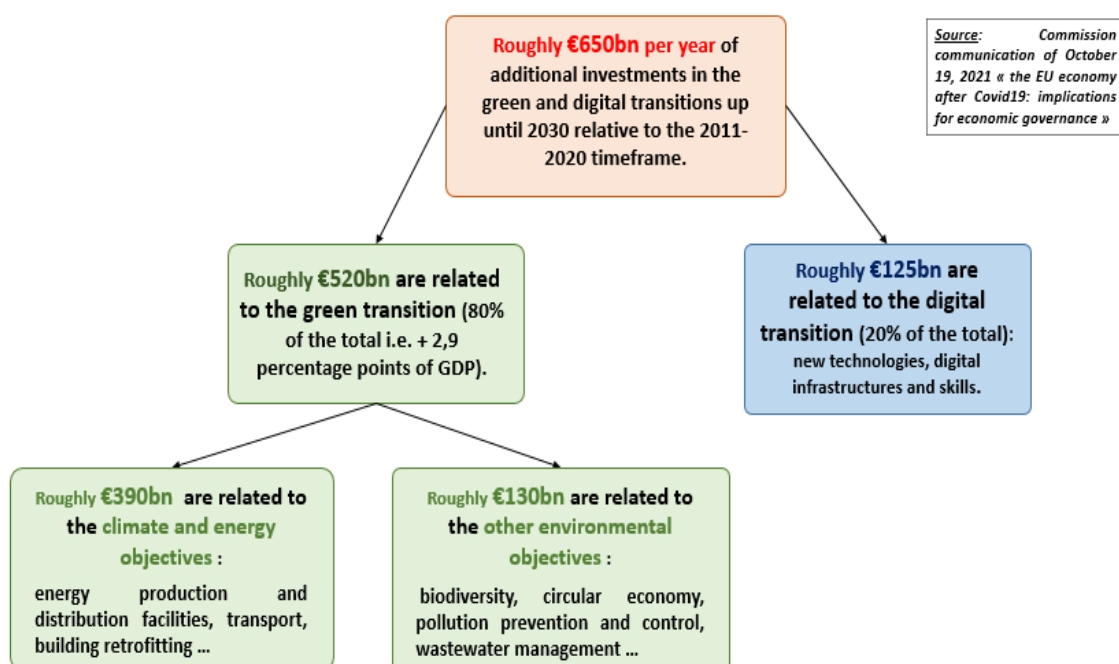 Roughly €650bn per year of
additional investments in the
green and digital transitions up
until 2030 relative to the 2011-
2020 timeframe.
Source: Commission
communication of October
19, 2021 « the EU economy
after Covid19: implications
for economic governance »
Roughly €520bn are related
to the green transition (80%
of the total i.e. + 2,9
percentage points of GDP).
Roughly €125bn are
related to the digital
transition (20% of the total):
new technologies, digital
infrastructures and skills.
Roughly €390bn are related to
the climate and energy
objectives :
energy production and
distribution facilities, transport,
building retrofitting ...
Roughly €130bn are related to
the other environmental
objectives :
biodiversity, circular economy,
pollution prevention and control,
wastewater management ...